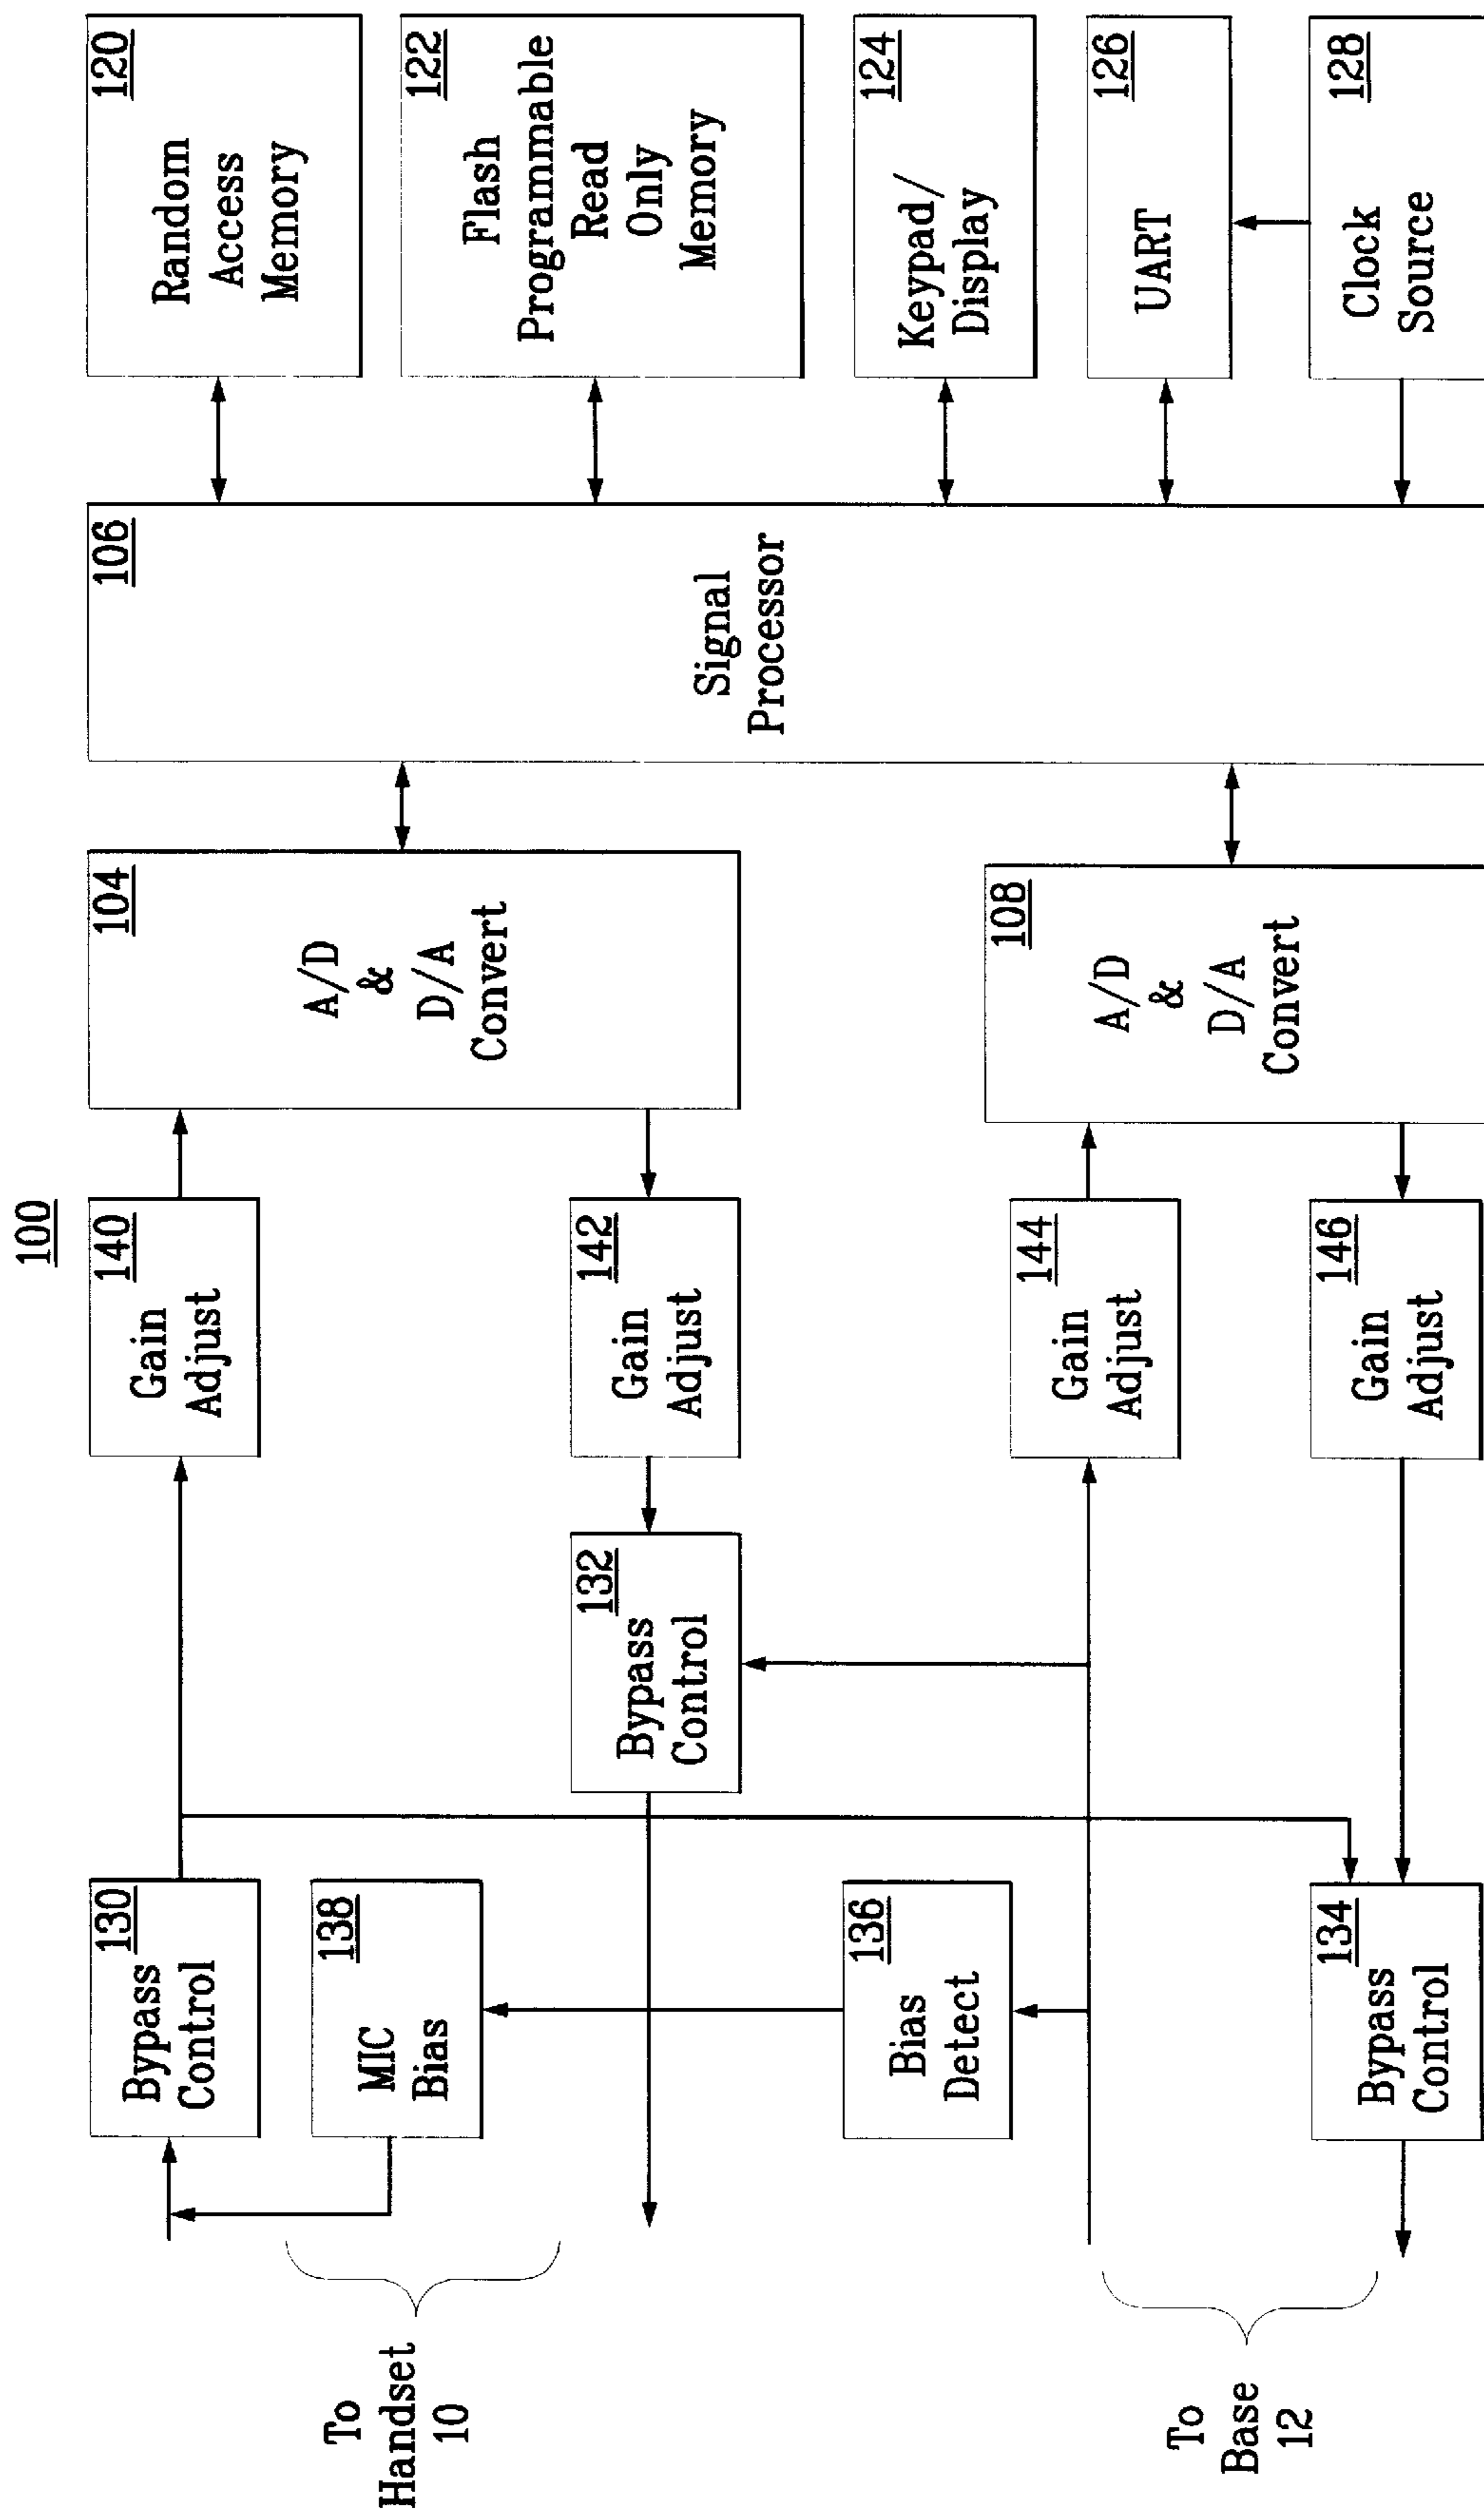 100
130
Bypass
Control
140
Gain
Adjust
104
A/D
&
D/A
Convert
106
Signal
Processor
120
Random
Access
Memory
To
Handset
10
138
MIC
Bias
132
Bypass
Control
142
Gain
Adjust
122
Flash
Programmable
Read
Only
Memory
136
Bias
Detect
124
Keypad/
Display
To
Base
12
144
Gain
Adjust
108
A/D
&
D/A
Convert
126
UART
134
Bypass
Control
146
Gain
Adjust
128
Clock
Source